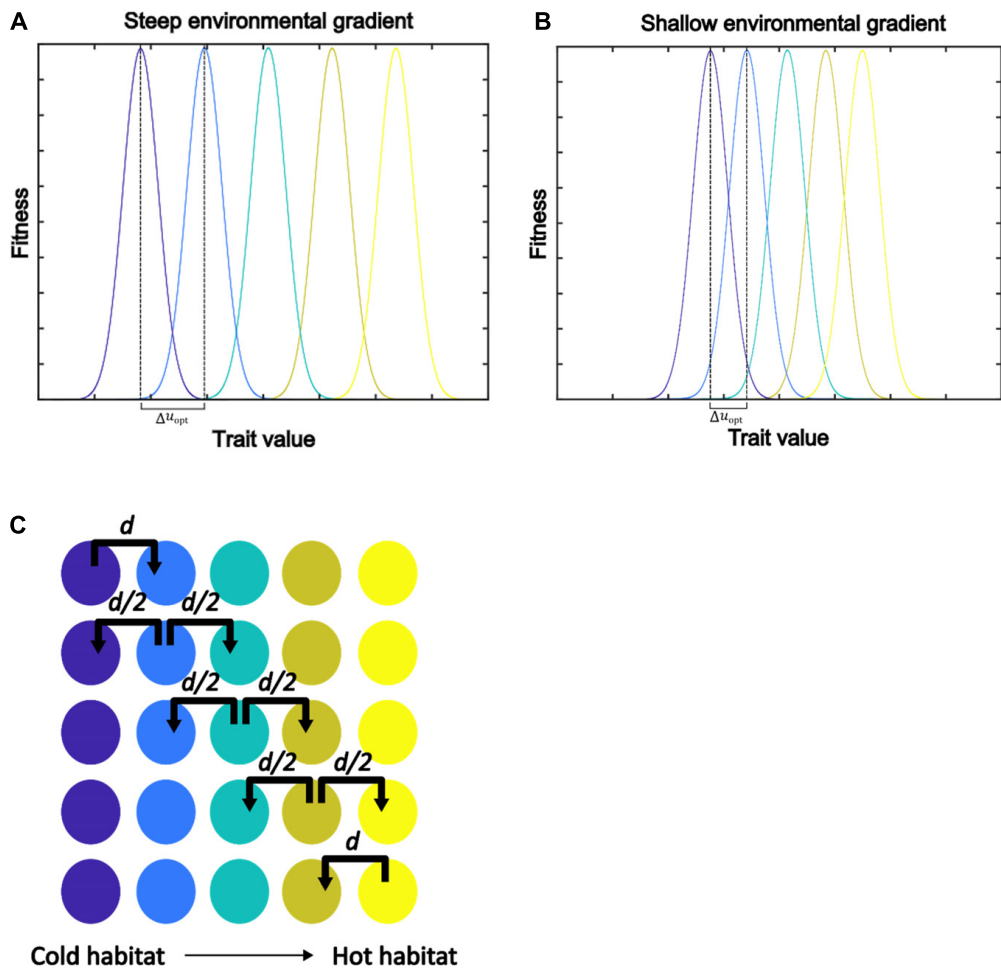 A
Steep environmental gradient
Fitness
Δu_opt
Trait value
B
Shallow environmental gradient
Fitness
Δu_opt
Trait value
C
d
d/2 d/2
d/2 d/2
d/2 d/2
d
Cold habitat Hot habitat